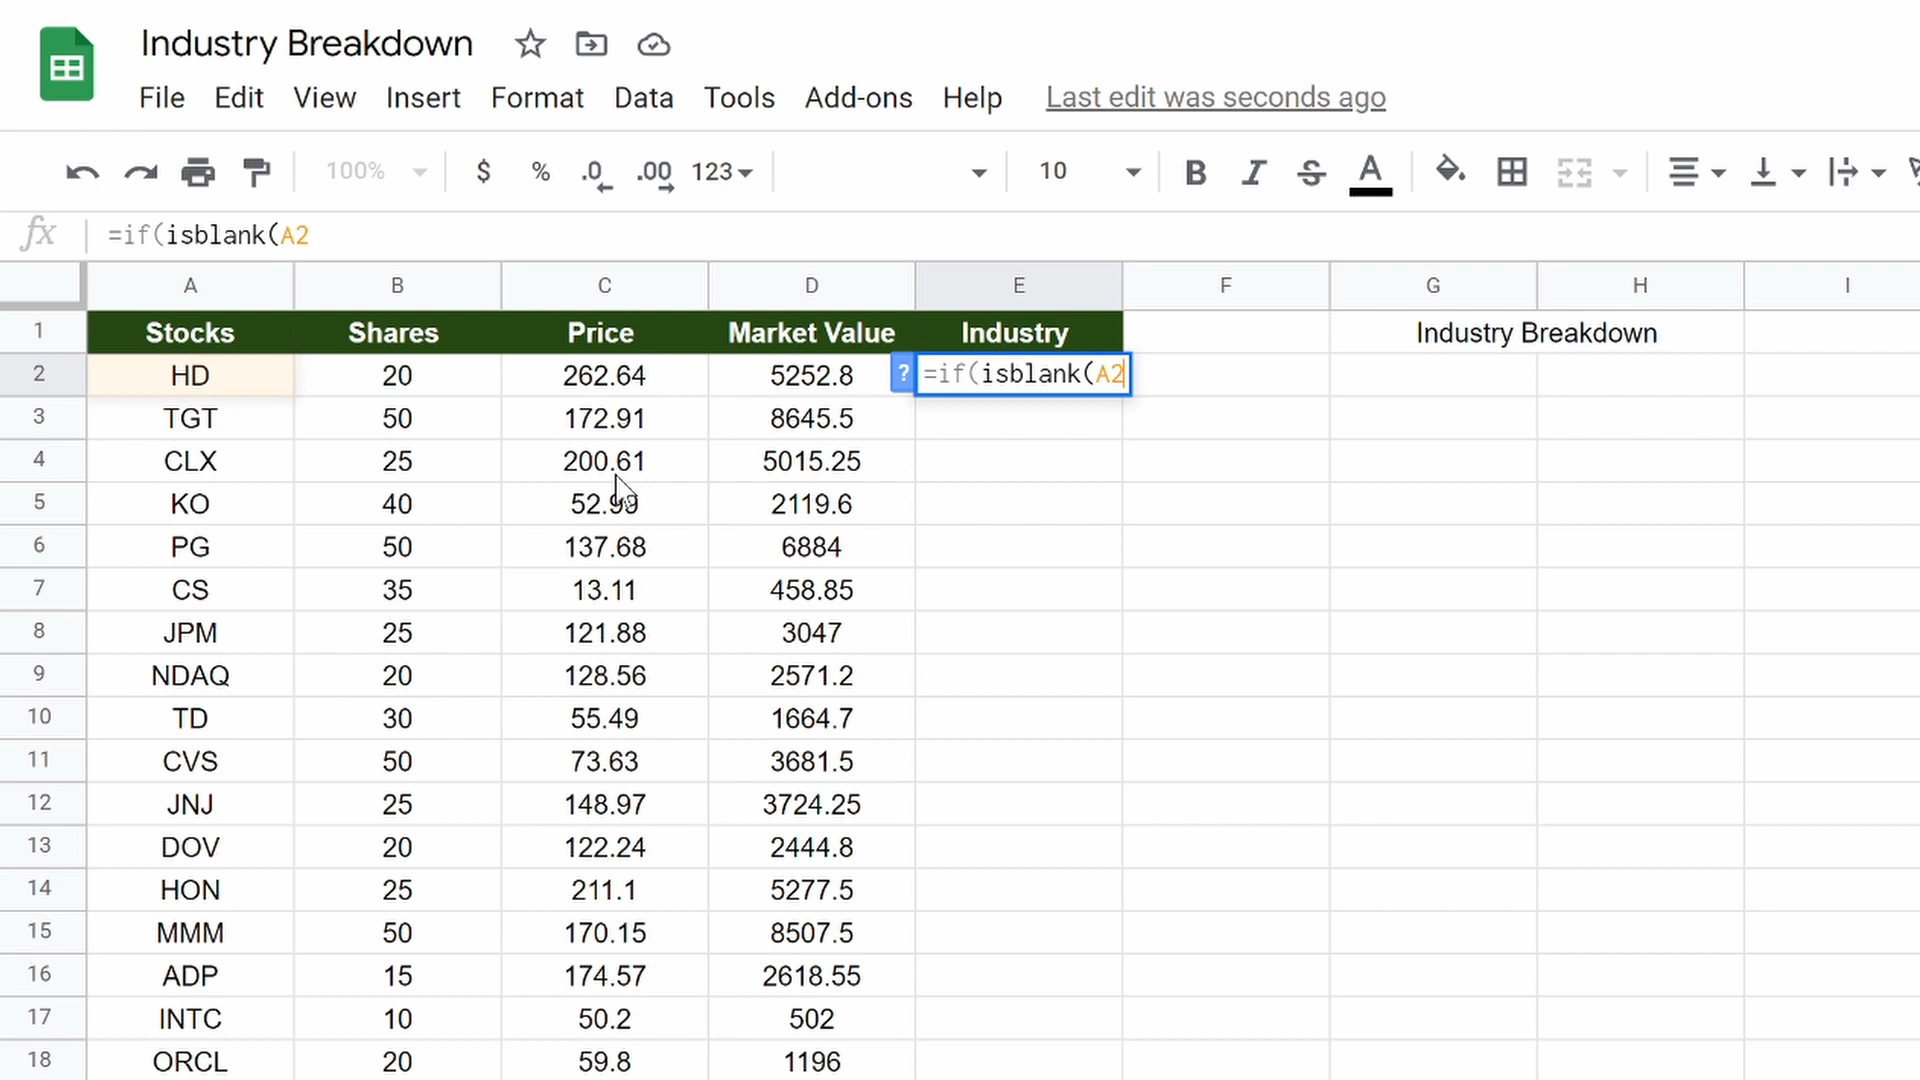 Industry Breakdown
File Edit View Insert Format Data Tools Add-ons Help Last edit was seconds ago
100% $ % .0 .00 123 10 B I S A
fx =if(isblank(A2
A B C D E F G H I
1 Stocks Shares Price Market Value Industry Industry Breakdown
2 HD 20 262.64 5252.8 ? =if(isblank(A2
3 TGT 50 172.91 8645.5
4 CLX 25 200.61 5015.25
5 KO 40 52.99 2119.6
6 PG 50 137.68 6884
7 CS 35 13.11 458.85
8 JPM 25 121.88 3047
9 NDAQ 20 128.56 2571.2
10 TD 30 55.49 1664.7
11 CVS 50 73.63 3681.5
12 JNJ 25 148.97 3724.25
13 DOV 20 122.24 2444.8
14 HON 25 211.1 5277.5
15 MMM 50 170.15 8507.5
16 ADP 15 174.57 2618.55
17 INTC 10 50.2 502
18 ORCL 20 59.8 1196